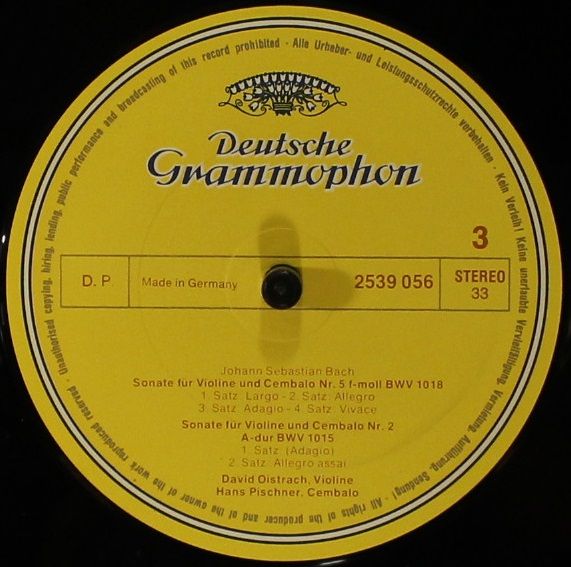 Unauthorised copying, hiring, lending, public performance and broadcasting of this record prohibited - Alle Urheber- und Leistungsschutzrechte vorbehalten - Kein Verleih! Keine unerlaubte Vervielfältigung, Vermietung, Aufführung, Sendung! - All rights of the producer and of the owner of the work reproduced reserved -
Deutsche
Grammophon
3
D. P.
Made in Germany
2539 056
STEREO
33
Johann Sebastian Bach
Sonate für Violine und Cembalo Nr. 5 f-moll BWV 1018
1. Satz: Largo - 2. Satz: Allegro
3. Satz: Adagio - 4. Satz: Vivace
Sonate für Violine und Cembalo Nr. 2
A-dur BWV 1015
1. Satz: (Adagio)
2. Satz: Allegro assai
David Oistrach, Violine
Hans Pischner, Cembalo